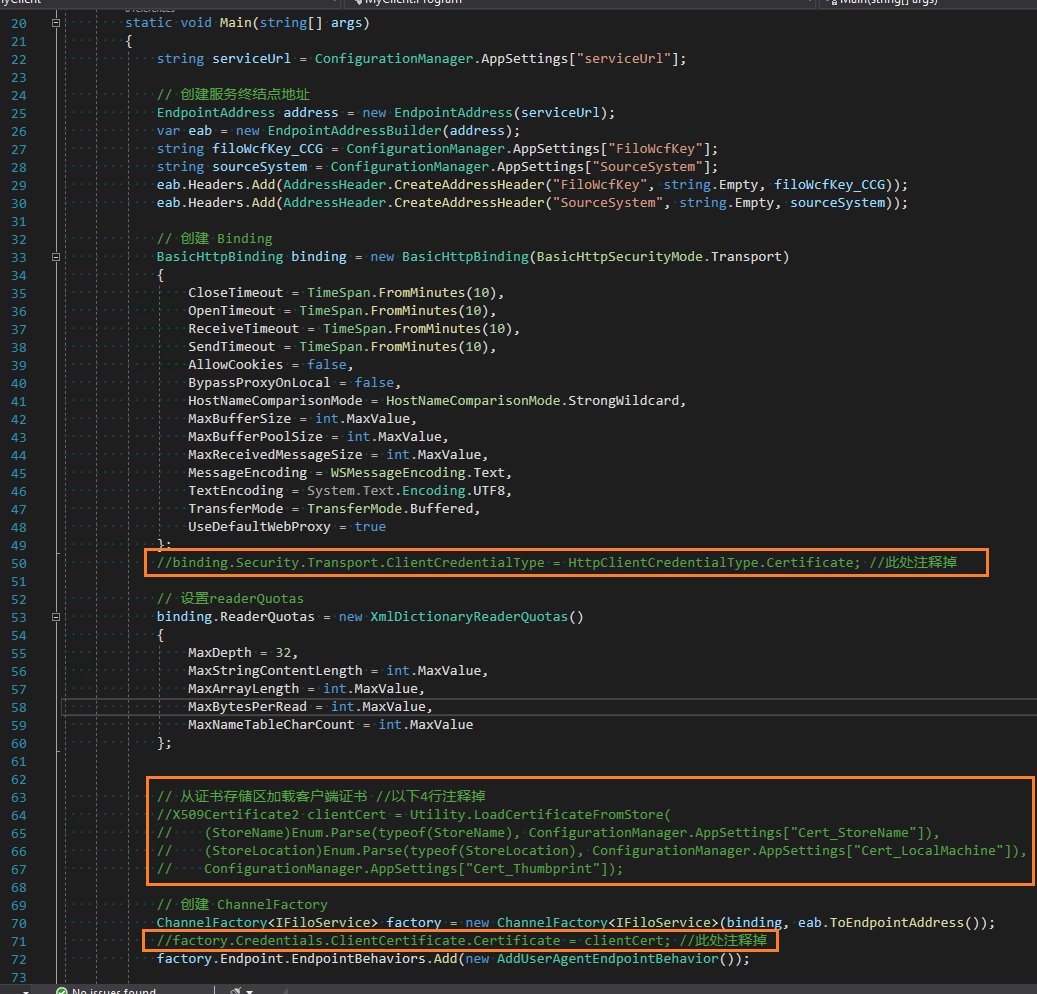 MyClient.Program
Main(string[] args)
20 static void Main(string[] args)
21 {
22 string serviceUrl = ConfigurationManager.AppSettings["serviceUrl"];
23
24 // 创建服务终结点地址
25 EndpointAddress address = new EndpointAddress(serviceUrl);
26 var eab = new EndpointAddressBuilder(address);
27 string filoWcfKey_CCG = ConfigurationManager.AppSettings["FiloWcfKey"];
28 string sourceSystem = ConfigurationManager.AppSettings["SourceSystem"];
29 eab.Headers.Add(AddressHeader.CreateAddressHeader("FiloWcfKey", string.Empty, filoWcfKey_CCG));
30 eab.Headers.Add(AddressHeader.CreateAddressHeader("SourceSystem", string.Empty, sourceSystem));
31
32 // 创建 Binding
33 BasicHttpBinding binding = new BasicHttpBinding(BasicHttpSecurityMode.Transport)
34 {
35 CloseTimeout = TimeSpan.FromMinutes(10),
36 OpenTimeout = TimeSpan.FromMinutes(10),
37 ReceiveTimeout = TimeSpan.FromMinutes(10),
38 SendTimeout = TimeSpan.FromMinutes(10),
39 AllowCookies = false,
40 BypassProxyOnLocal = false,
41 HostNameComparisonMode = HostNameComparisonMode.StrongWildcard,
42 MaxBufferSize = int.MaxValue,
43 MaxBufferPoolSize = int.MaxValue,
44 MaxReceivedMessageSize = int.MaxValue,
45 MessageEncoding = WSMessageEncoding.Text,
46 TextEncoding = System.Text.Encoding.UTF8,
47 TransferMode = TransferMode.Buffered,
48 UseDefaultWebProxy = true
49 };
50 //binding.Security.Transport.ClientCredentialType = HttpClientCredentialType.Certificate; //此处注释掉
51
52 // 设置readerQuotas
53 binding.ReaderQuotas = new XmlDictionaryReaderQuotas()
54 {
55 MaxDepth = 32,
56 MaxStringContentLength = int.MaxValue,
57 MaxArrayLength = int.MaxValue,
58 MaxBytesPerRead = int.MaxValue,
59 MaxNameTableCharCount = int.MaxValue
60 };
61
62
63 // 从证书存储区加载客户端证书 //以下4行注释掉
64 //X509Certificate2 clientCert = Utility.LoadCertificateFromStore(
65 // (StoreName)Enum.Parse(typeof(StoreName), ConfigurationManager.AppSettings["Cert_StoreName"]),
66 // (StoreLocation)Enum.Parse(typeof(StoreLocation), ConfigurationManager.AppSettings["Cert_LocalMachine"]),
67 // ConfigurationManager.AppSettings["Cert_Thumbprint"]);
68
69 // 创建 ChannelFactory
70 ChannelFactory<IFiloService> factory = new ChannelFactory<IFiloService>(binding, eab.ToEndpointAddress());
71 //factory.Credentials.ClientCertificate.Certificate = clientCert; //此处注释掉
72 factory.Endpoint.EndpointBehaviors.Add(new AddUserAgentEndpointBehavior());
73
No issues found